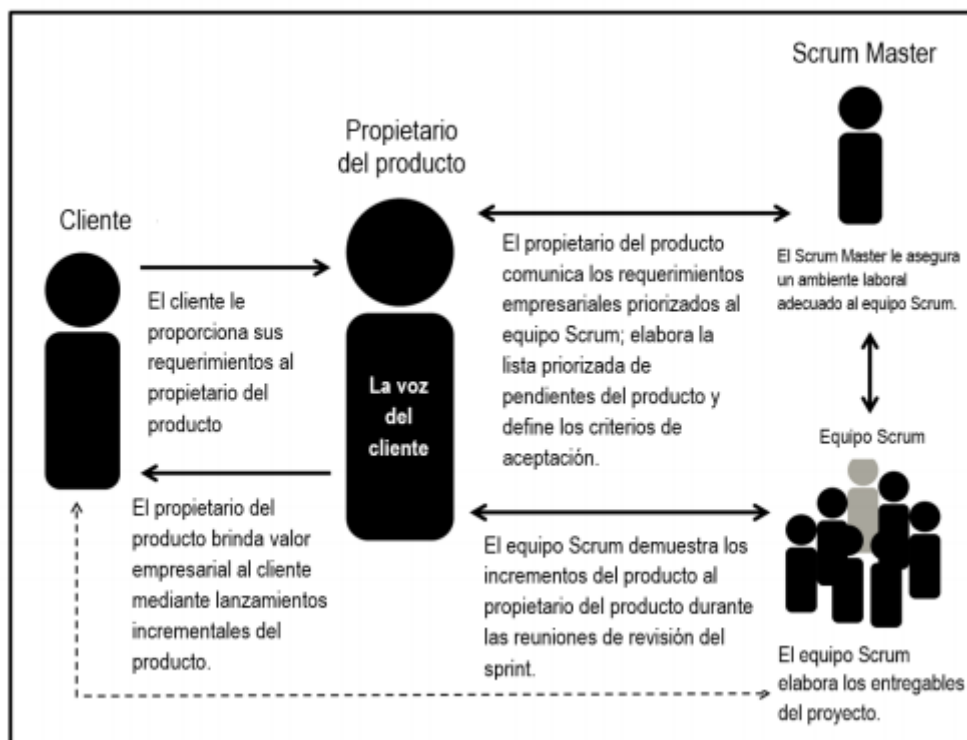 Scrum Master
Propietario
del producto
Cliente
El cliente le
proporciona sus
requerimientos al
propietario del
producto
La voz
del
cliente
El propietario del producto
comunica los requerimientos
empresariales priorizados al
equipo Scrum; elabora la
lista priorizada de
pendientes del producto y
define los criterios de
aceptación.
El Scrum Master le asegura
un ambiente laboral
adecuado al equipo Scrum.
Equipo Scrum
El propietario del
producto brinda valor
empresarial al cliente
mediante lanzamientos
incrementales del
producto.
El equipo Scrum demuestra los
incrementos del producto al
propietario del producto durante
las reuniones de revisión del
sprint.
El equipo Scrum
elabora los entregables
del proyecto.